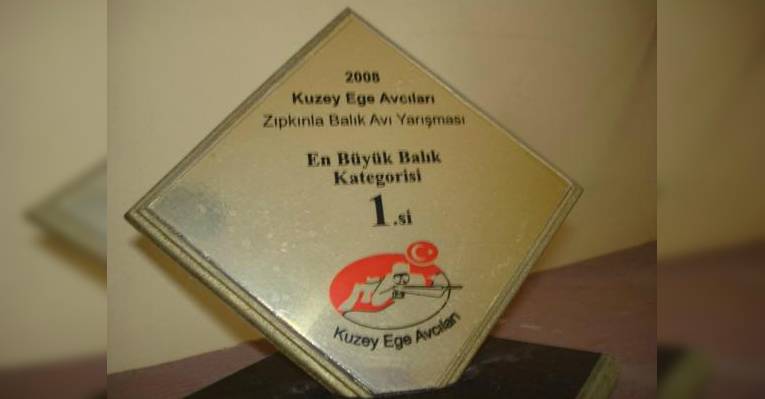 2008
Kuzey Ege Avcıları
Zıpkınla Balık Avı Yarışması
En Büyük Balık
Kategorisi
1.si
Kuzey Ege Avcıları